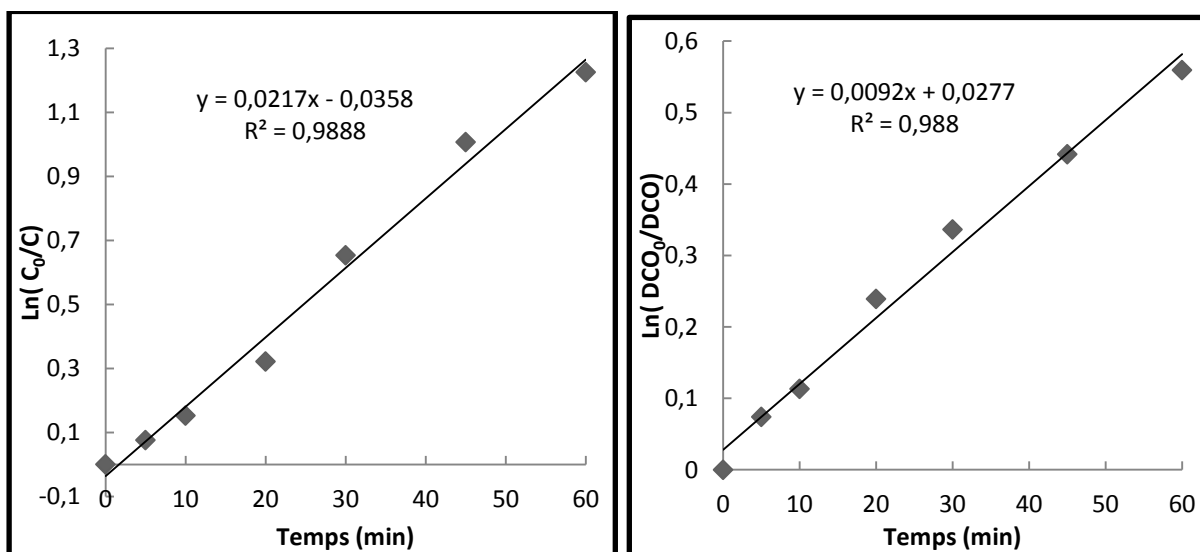 1,3
1,1
0,9
0,7
0,5
0,3
0,1
-0,1
Ln( C₀/C)
y = 0,0217x - 0,0358
R² = 0,9888
0 10 20 30 40 50 60
Temps (min)
0,6
0,5
0,4
0,3
0,2
0,1
0
Ln( DCO₀/DCO)
y = 0,0092x + 0,0277
R² = 0,988
0 10 20 30 40 50 60
Temps (min)